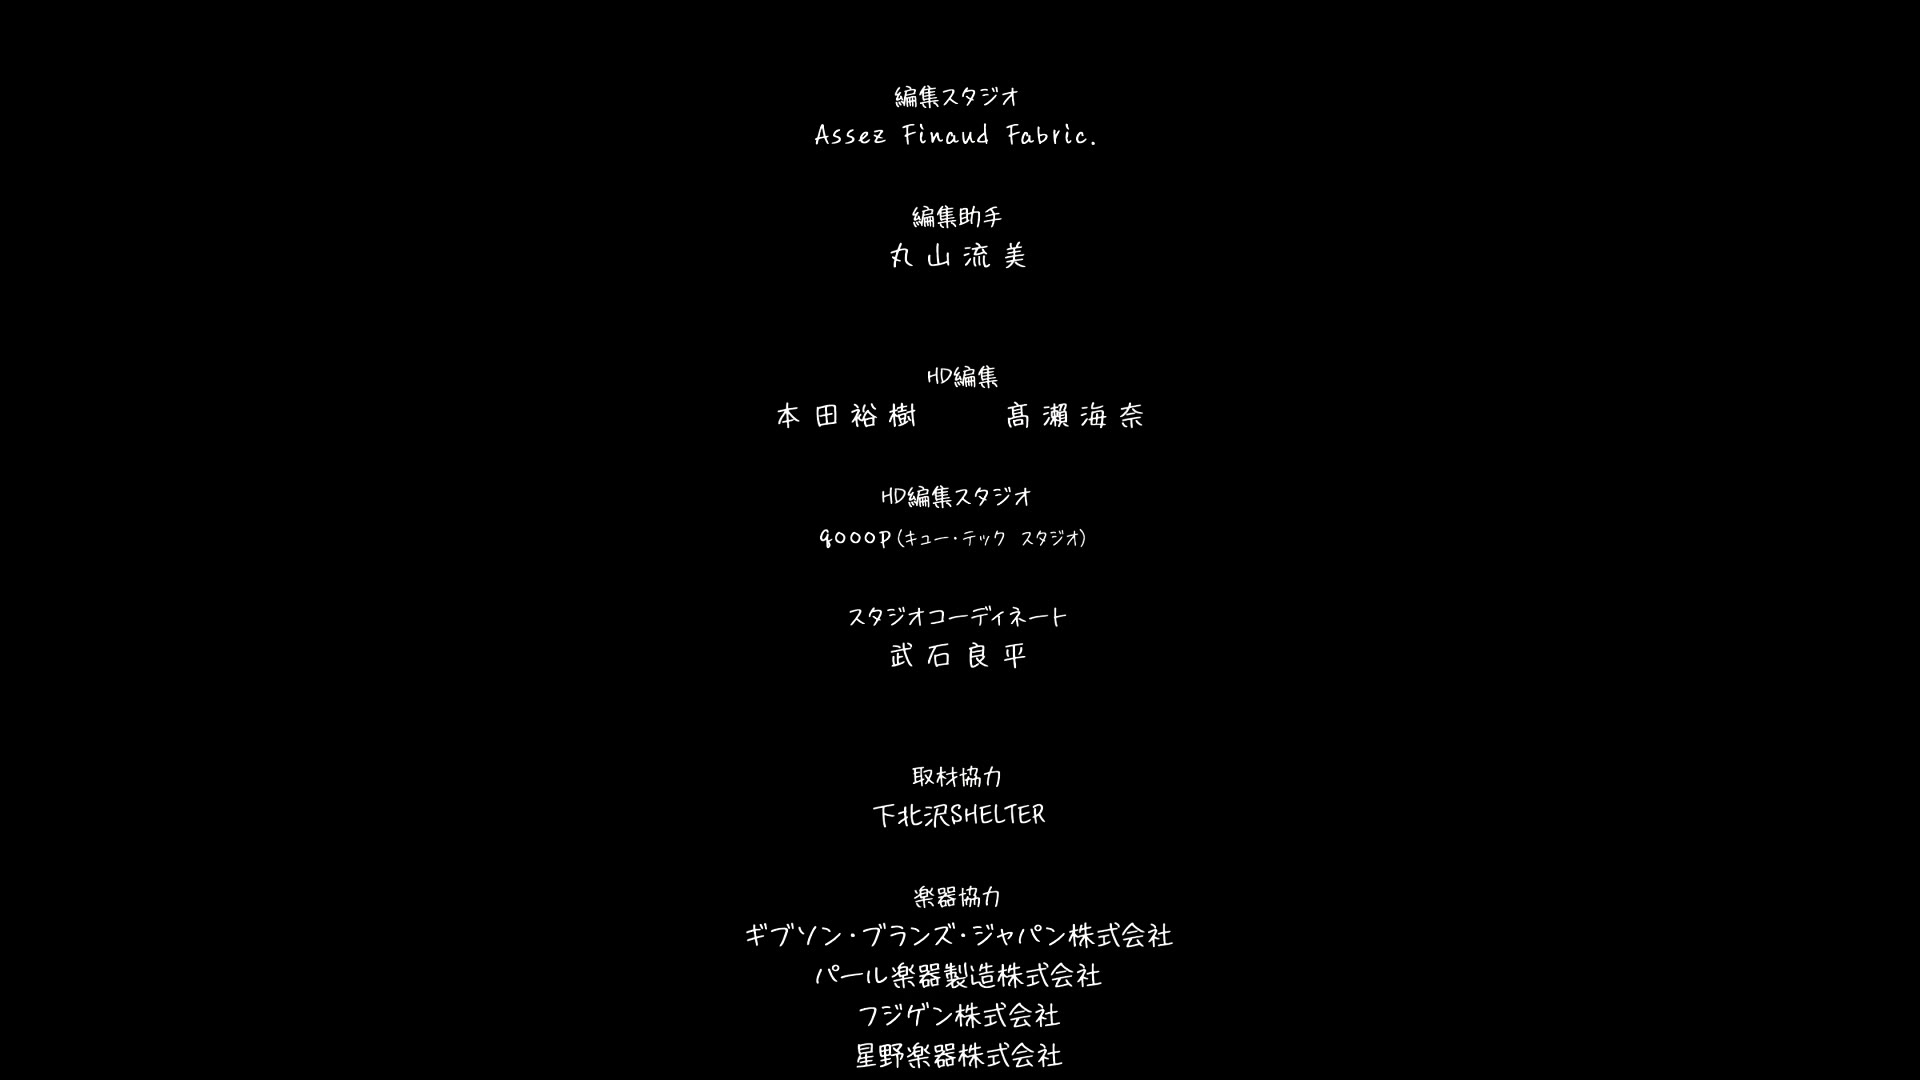 編集スタジオ
Assez Finaud Fabric.
編集助手
丸山流美
HD編集
本田裕樹　髙瀨海奈
HD編集スタジオ
qooop（キュー・テック　スタジオ）
スタジオコーディネート
武石良平
取材協力
下北沢SHELTER
楽器協力
ギブソン・ブランズ・ジャパン株式会社
パール楽器製造株式会社
フジゲン株式会社
星野楽器株式会社